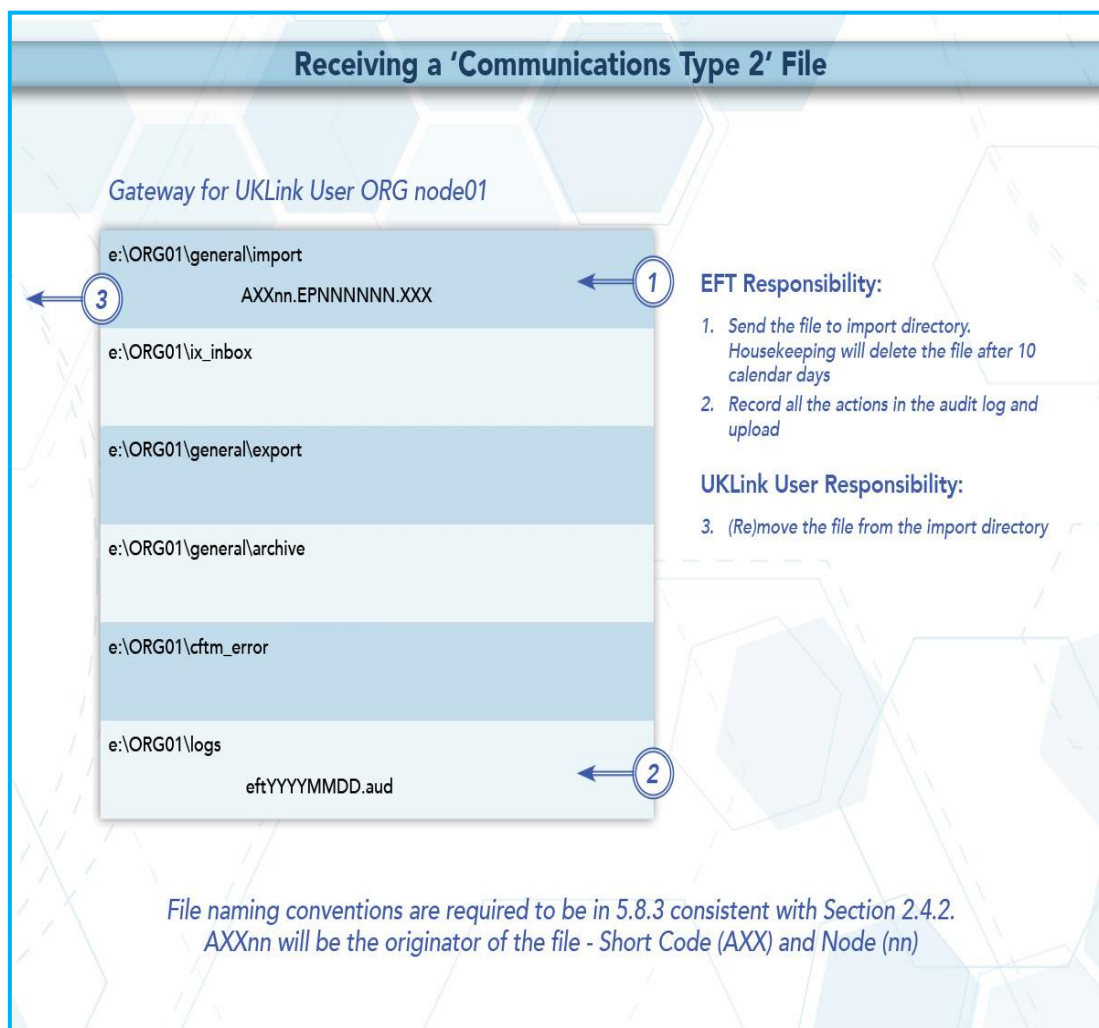 Receiving a ‘Communications Type 2’ File
Gateway for UKLink User ORG node01
e:\ORG01\general\import
1
3
AXXnn.EPNNNNNN.XXX
e:\ORG01\ix_inbox
e:\ORG01\general\export
e:\ORG01\general\archive
e:\ORG01\cftm_error
e:\ORG01\logs
2
eftYYYYMMDD.aud
EFT Responsibility:
1. Send the file to import directory.
Housekeeping will delete the file after 10
calendar days
2. Record all the actions in the audit log and
upload
UKLink User Responsibility:
3. (Re)move the file from the import directory
File naming conventions are required to be in 5.8.3 consistent with Section 2.4.2.
AXXnn will be the originator of the file - Short Code (AXX) and Node (nn)